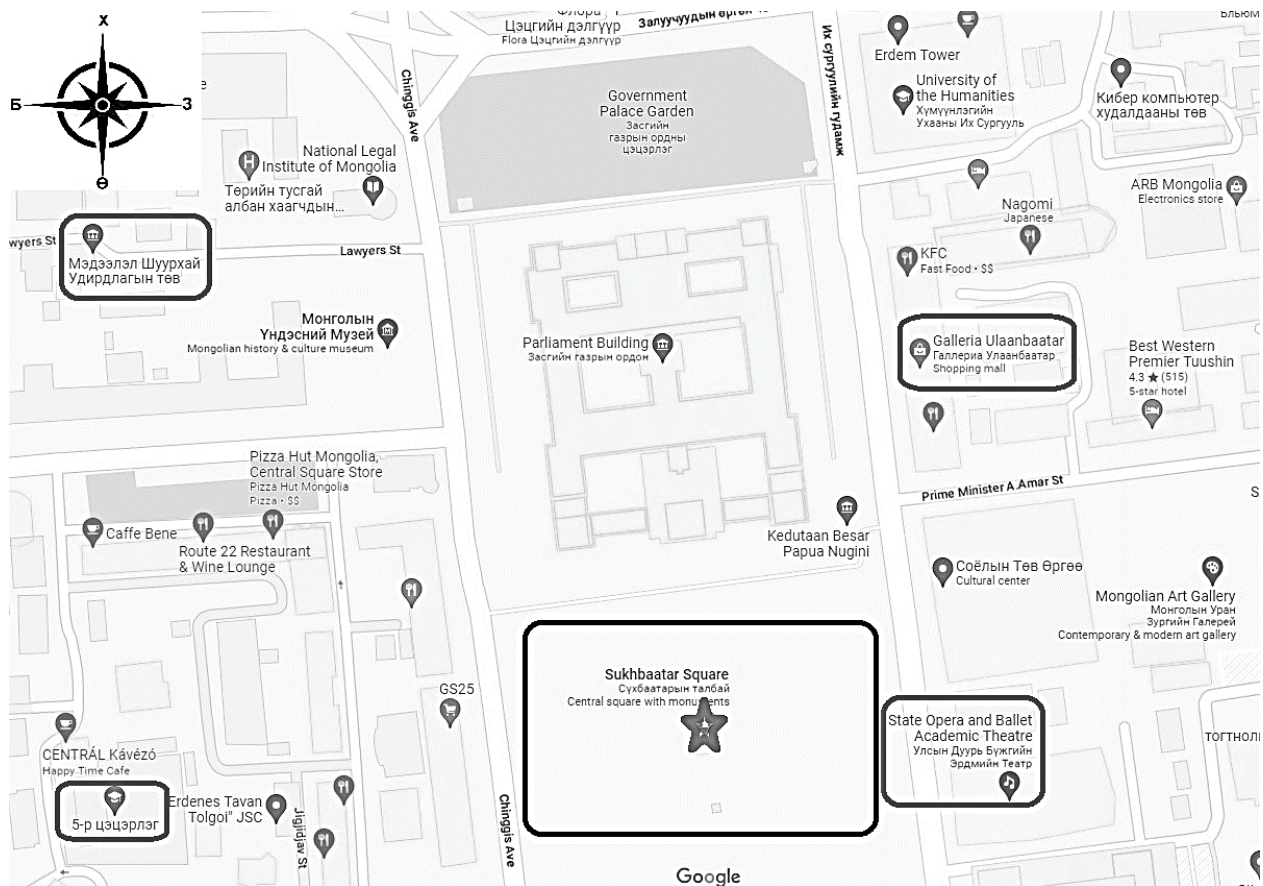 Х
Б
З
Ө
Цэцгийн дэлгүүр
Flora Цэцгийн дэлгүүр
Chinggis Ave
Их сургуулийн гудамж
Erdem Tower
Government
Palace Garden
Засгийн
газрын ордны
цэцэрлэг
University of
the Humanities
Хүмүүнлэгийн
Ухааны Их Сургууль
Кибер компьютер
худалдааны төв
National Legal
Institute of Mongolia
Төрийн тусгай
албан хаагчдын...
ARB Mongolia
Electronics store
Nagomi
Japanese
KFC
Fast Food • $$
wyers St
Lawyers St
Мэдээлэл Шуурхай
Удирдлагын төв
Монголын
Үндэсний Музей
Mongolian history & culture museum
Parliament Building
Засгийн газрын ордон
Galleria Ulaanbaatar
Галлериа Улаанбаатар
Shopping mall
Best Western
Premier Tuushin
4.3 ★ (515)
5-star hotel
Pizza Hut Mongolia,
Central Square Store
Pizza Hut Mongolia
Pizza • $$
Prime Minister A.Amar St
Caffe Bene
Route 22 Restaurant
& Wine Lounge
Kedutaan Besar
Papua Nugini
Соёлын Төв Өргөө
Cultural center
Mongolian Art Gallery
Монголын Уран
Зургийн Галерей
Contemporary & modern art gallery
Sukhbaatar Square
Сүхбаатарын талбай
Central square with monuments
GS25
State Opera and Ballet
Academic Theatre
Улсын Дуурь Бүжгийн
Эрдмийн Театр
CENTRÁL Kávézó
Happy Time Cafe
5-р цэцэрлэг
Erdenes Tavan
Tolgoi" JSC
Jigjidjav St
Chinggis Ave
Google